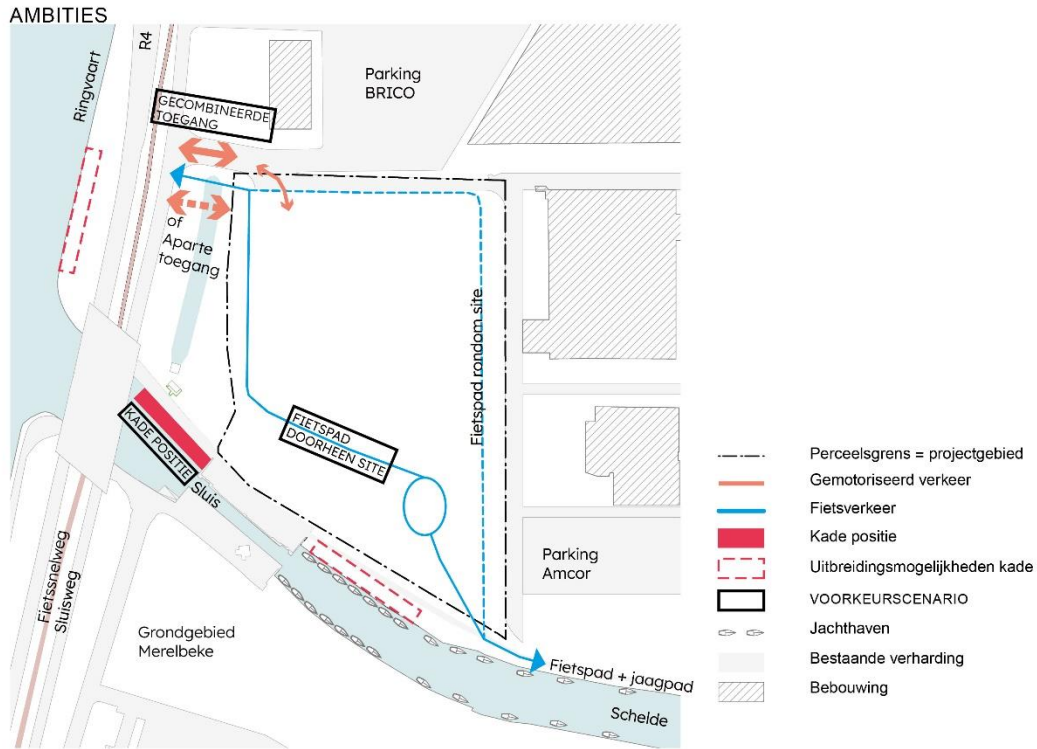 AMBITIES
R4
Ringvaart
Parking
BRICO
GECOMBINEERDE
TOEGANG
of
Aparte
toegang
Fietspad rondom site
FIETSPAD
DOORHEEN SITE
KADE POSITIE
Sluis
Fietssnelweg
Sluisweg
Grondgebied
Merelbeke
Parking
Amcor
Fietspad + jaagpad
Schelde
Perceelsgrens = projectgebied
Gemotoriseerd verkeer
Fietsverkeer
Kade positie
Uitbreidingsmogelijkheden kade
VOORKEURSCENARIO
Jachthaven
Bestaande verharding
Bebouwing